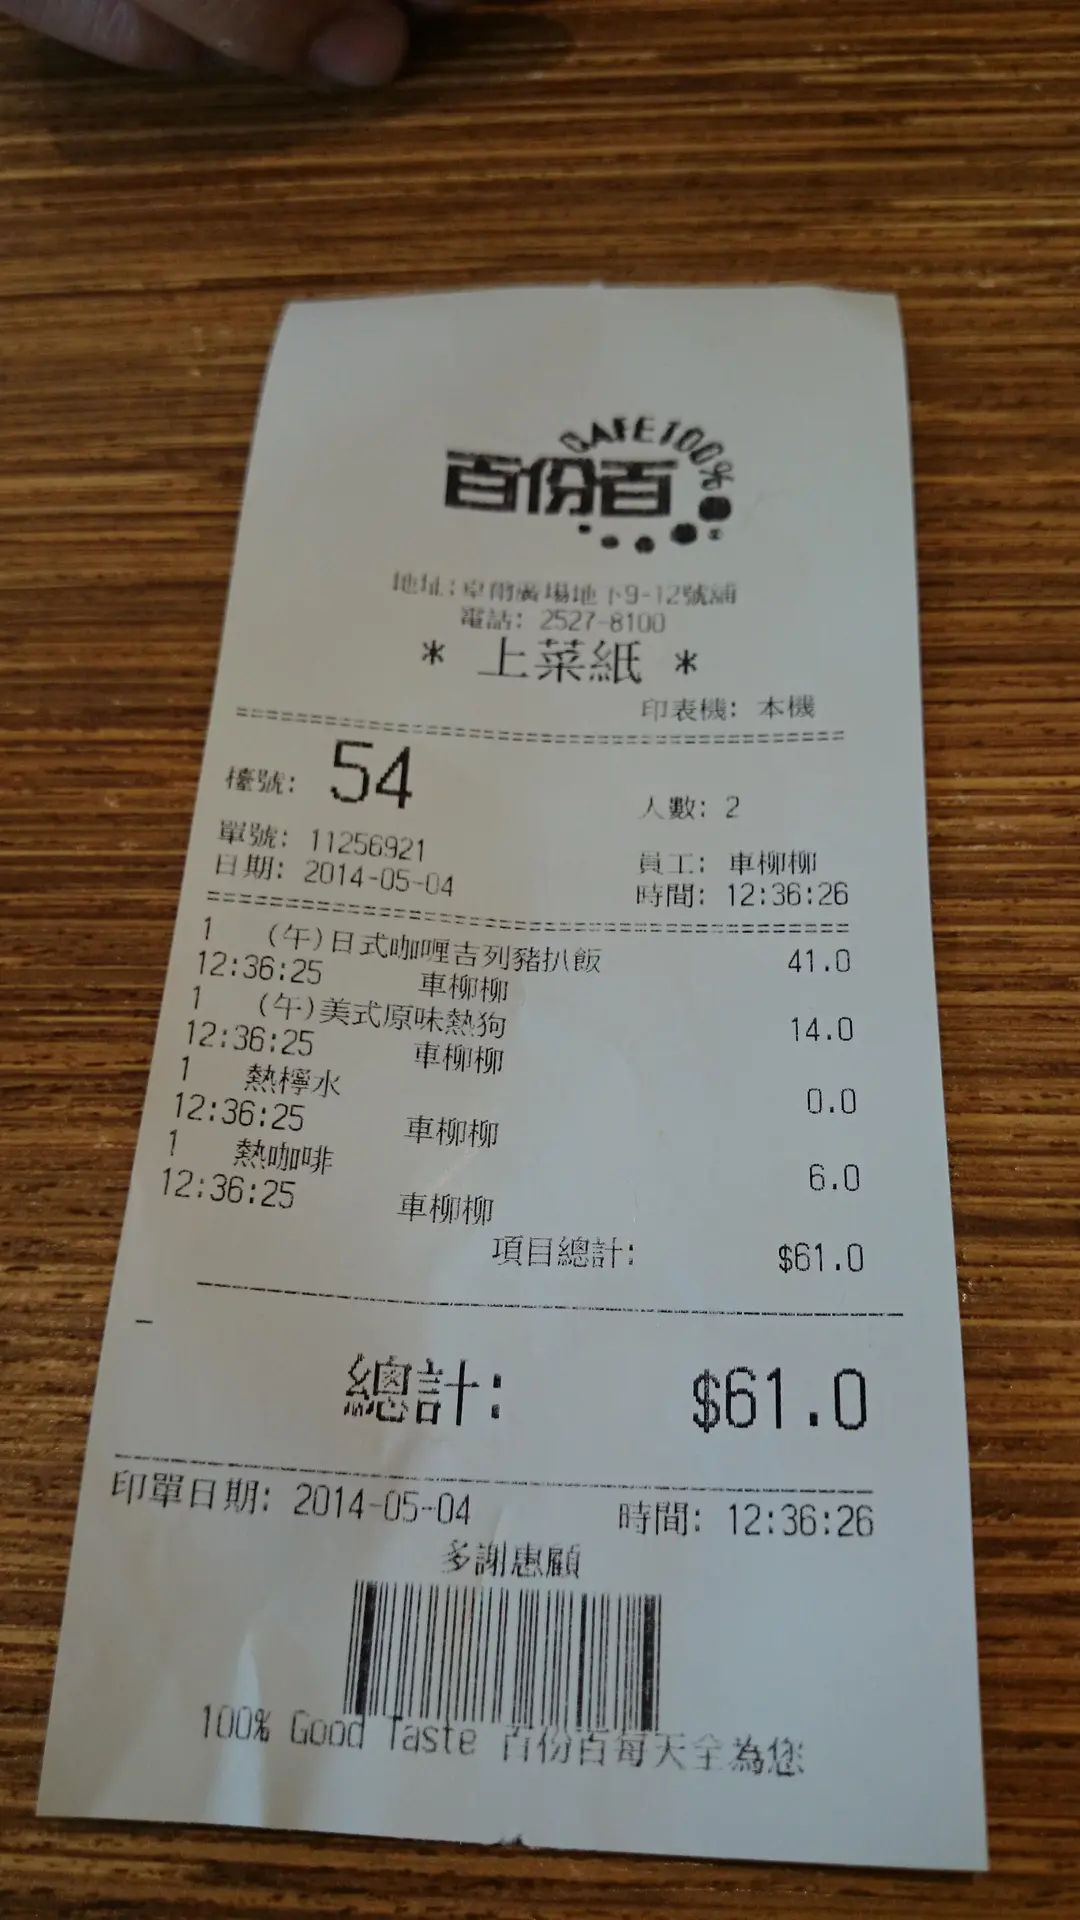 CAFE100%
百份百
地址:卓爾廣場地下9-12號舖
電話: 2527-8100
* 上菜紙 *
印表機: 本機
檯號: 54 人數: 2
單號: 11256921 員工: 車柳柳
日期: 2014-05-04 時間: 12:36:26
1 (午)日式咖喱吉列豬扒飯 41.0
12:36:25 車柳柳
1 (午)美式原味熱狗 14.0
12:36:25 車柳柳
1 熱檸水 0.0
12:36:25 車柳柳
1 熱咖啡 6.0
12:36:25 車柳柳
項目總計: $61.0
總計: $61.0
印單日期: 2014-05-04 時間: 12:36:26
多謝惠顧
100% Good Taste 百份百每天全為您